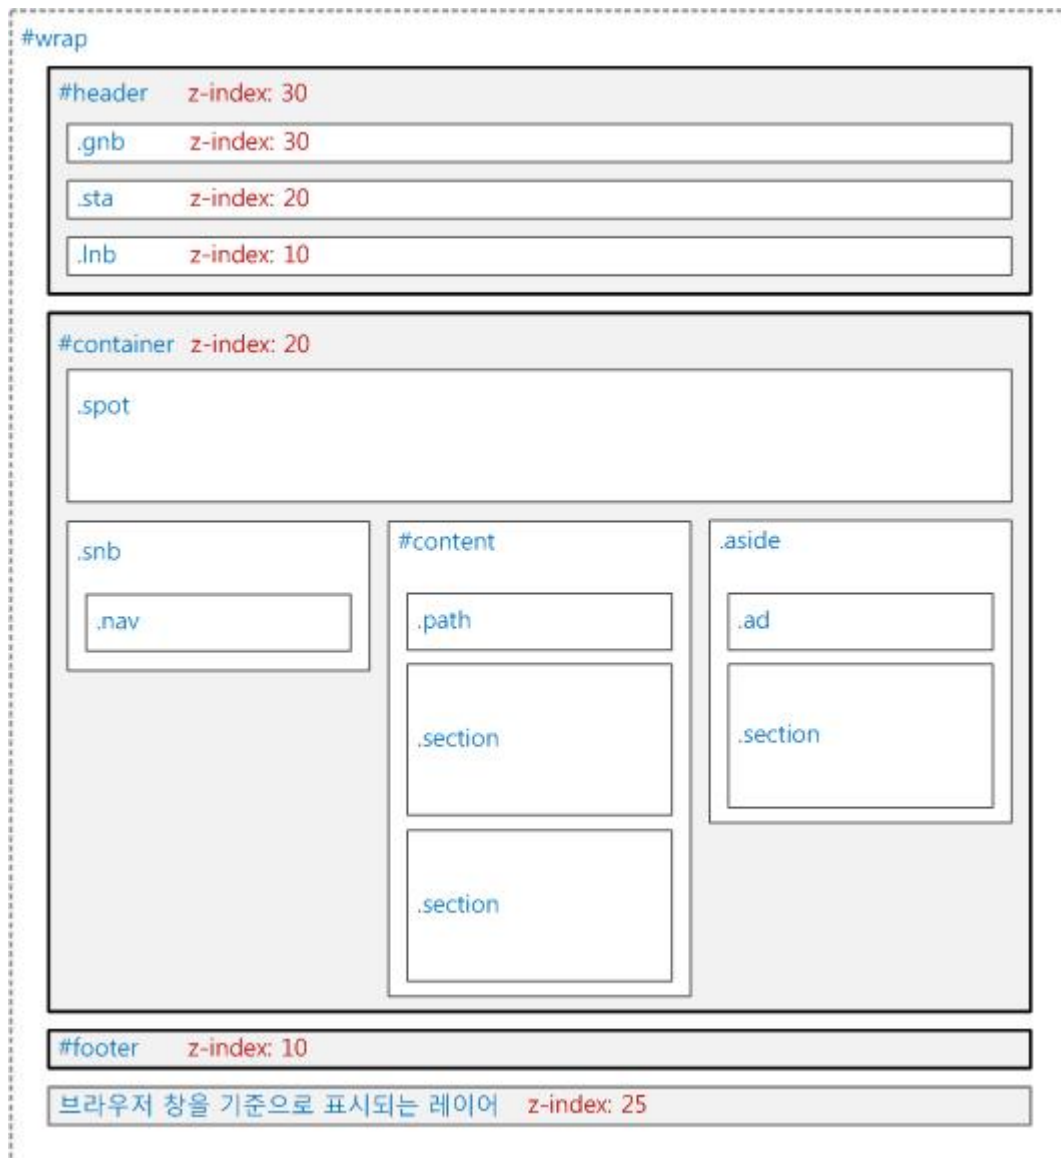 #wrap
#header z-index: 30
.gnb z-index: 30
.sta z-index: 20
.lnb z-index: 10
#container z-index: 20
.spot
.snb
.nav
#content
.path
.section
.section
.aside
.ad
.section
#footer z-index: 10
브라우저 창을 기준으로 표시되는 레이어 z-index: 25